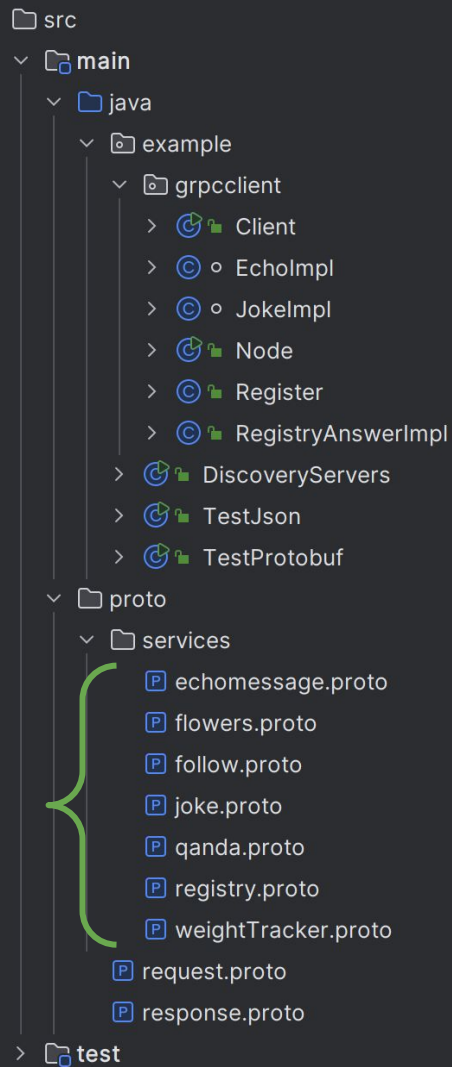 src
main
java
example
grpcclient
Client
EchoImpl
JokeImpl
Node
Register
RegistryAnswerImpl
DiscoveryServers
TestJson
TestProtobuf
proto
services
echomessage.proto
flowers.proto
follow.proto
joke.proto
qanda.proto
registry.proto
weightTracker.proto
request.proto
response.proto
test